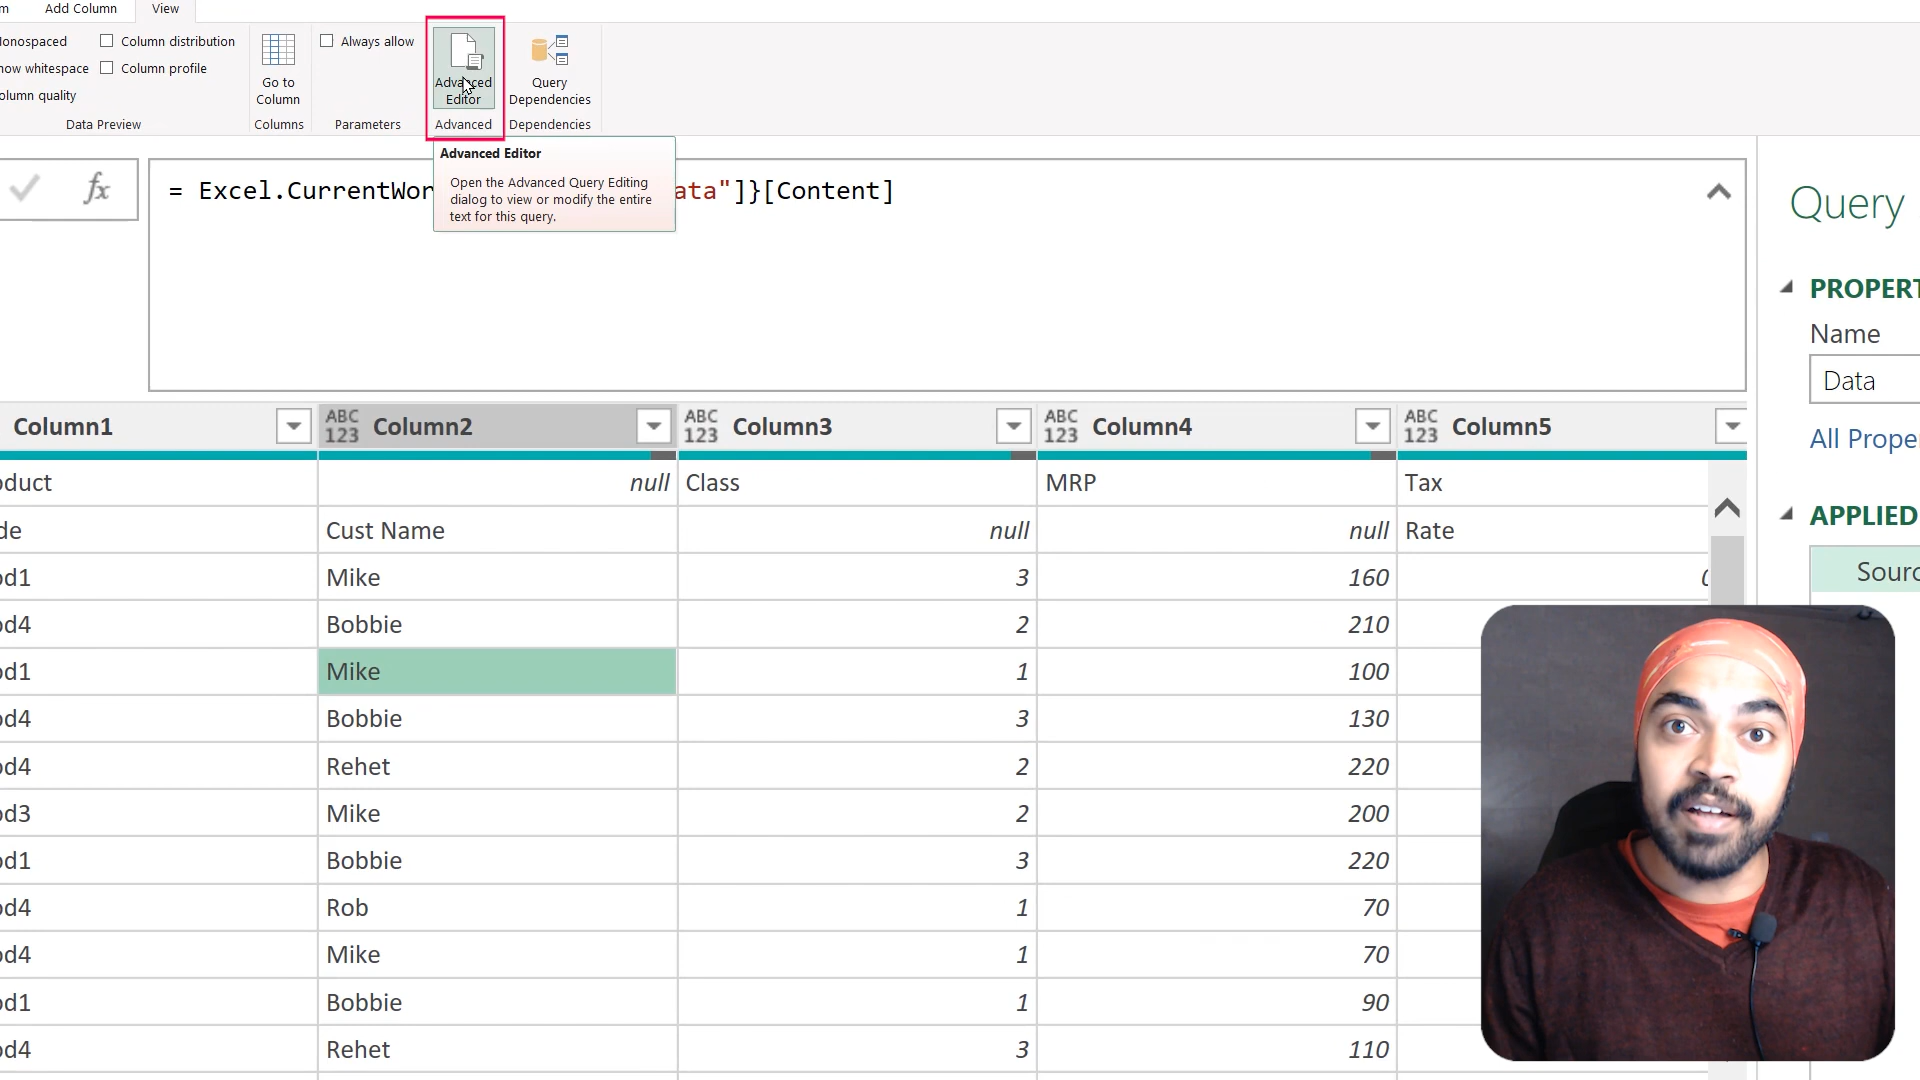 m Add Column View
Monospaced Column distribution Always allow
how whitespace Column profile
olumn quality
Go to
Column
Advanced
Editor
Query
Dependencies
Data Preview Columns Parameters Advanced Dependencies
Advanced Editor
Open the Advanced Query Editing
dialog to view or modify the entire
text for this query.
fx = Excel.CurrentWor ata"]}[Content]
Query
PROPERT
Name
Data
All Prope
APPLIED
Sourc
Column1 ABC 123 Column2 ABC 123 Column3 ABC 123 Column4 ABC 123 Column5
oduct null Class MRP Tax
de Cust Name null null Rate
od1 Mike 3 160
od4 Bobbie 2 210
od1 Mike 1 100
od4 Bobbie 3 130
od4 Rehet 2 220
od3 Mike 2 200
od1 Bobbie 3 220
od4 Rob 1 70
od4 Mike 1 70
od1 Bobbie 1 90
od4 Rehet 3 110